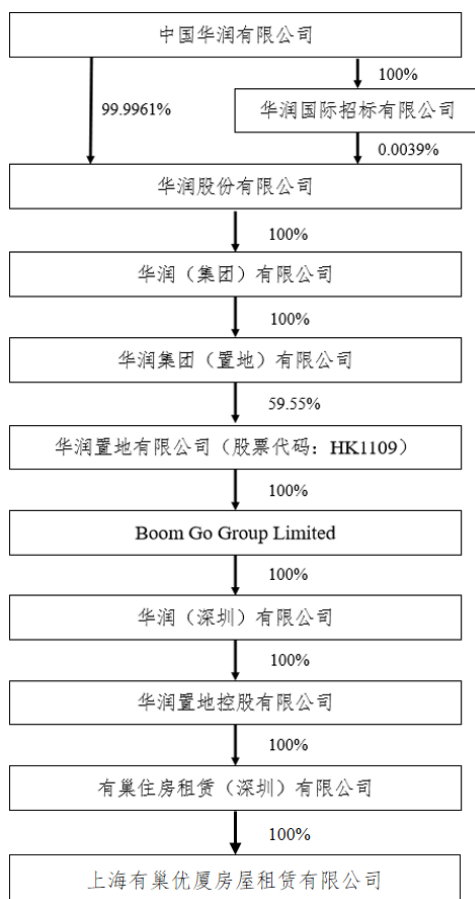 中国华润有限公司
100%
99.9961%
华润国际招标有限公司
0.0039%
华润股份有限公司
100%
华润（集团）有限公司
100%
华润集团（置地）有限公司
59.55%
华润置地有限公司（股票代码：HK1109）
100%
Boom Go Group Limited
100%
华润（深圳）有限公司
100%
华润置地控股有限公司
100%
有巢住房租赁（深圳）有限公司
100%
上海有巢优厦房屋租赁有限公司